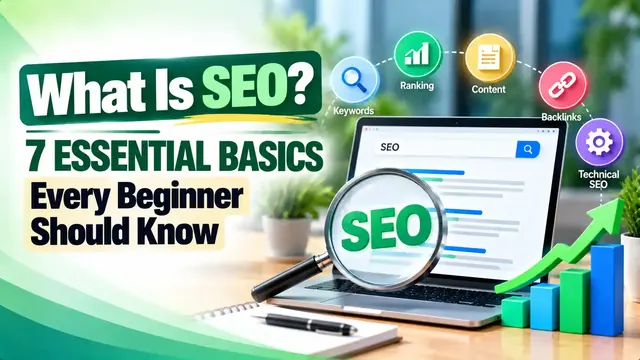 What Is SEO?
7 ESSENTIAL BASICS
Every Beginner
Should Know
Keywords
Ranking
Content
Backlinks
Technical
SEO
SEO
SEO